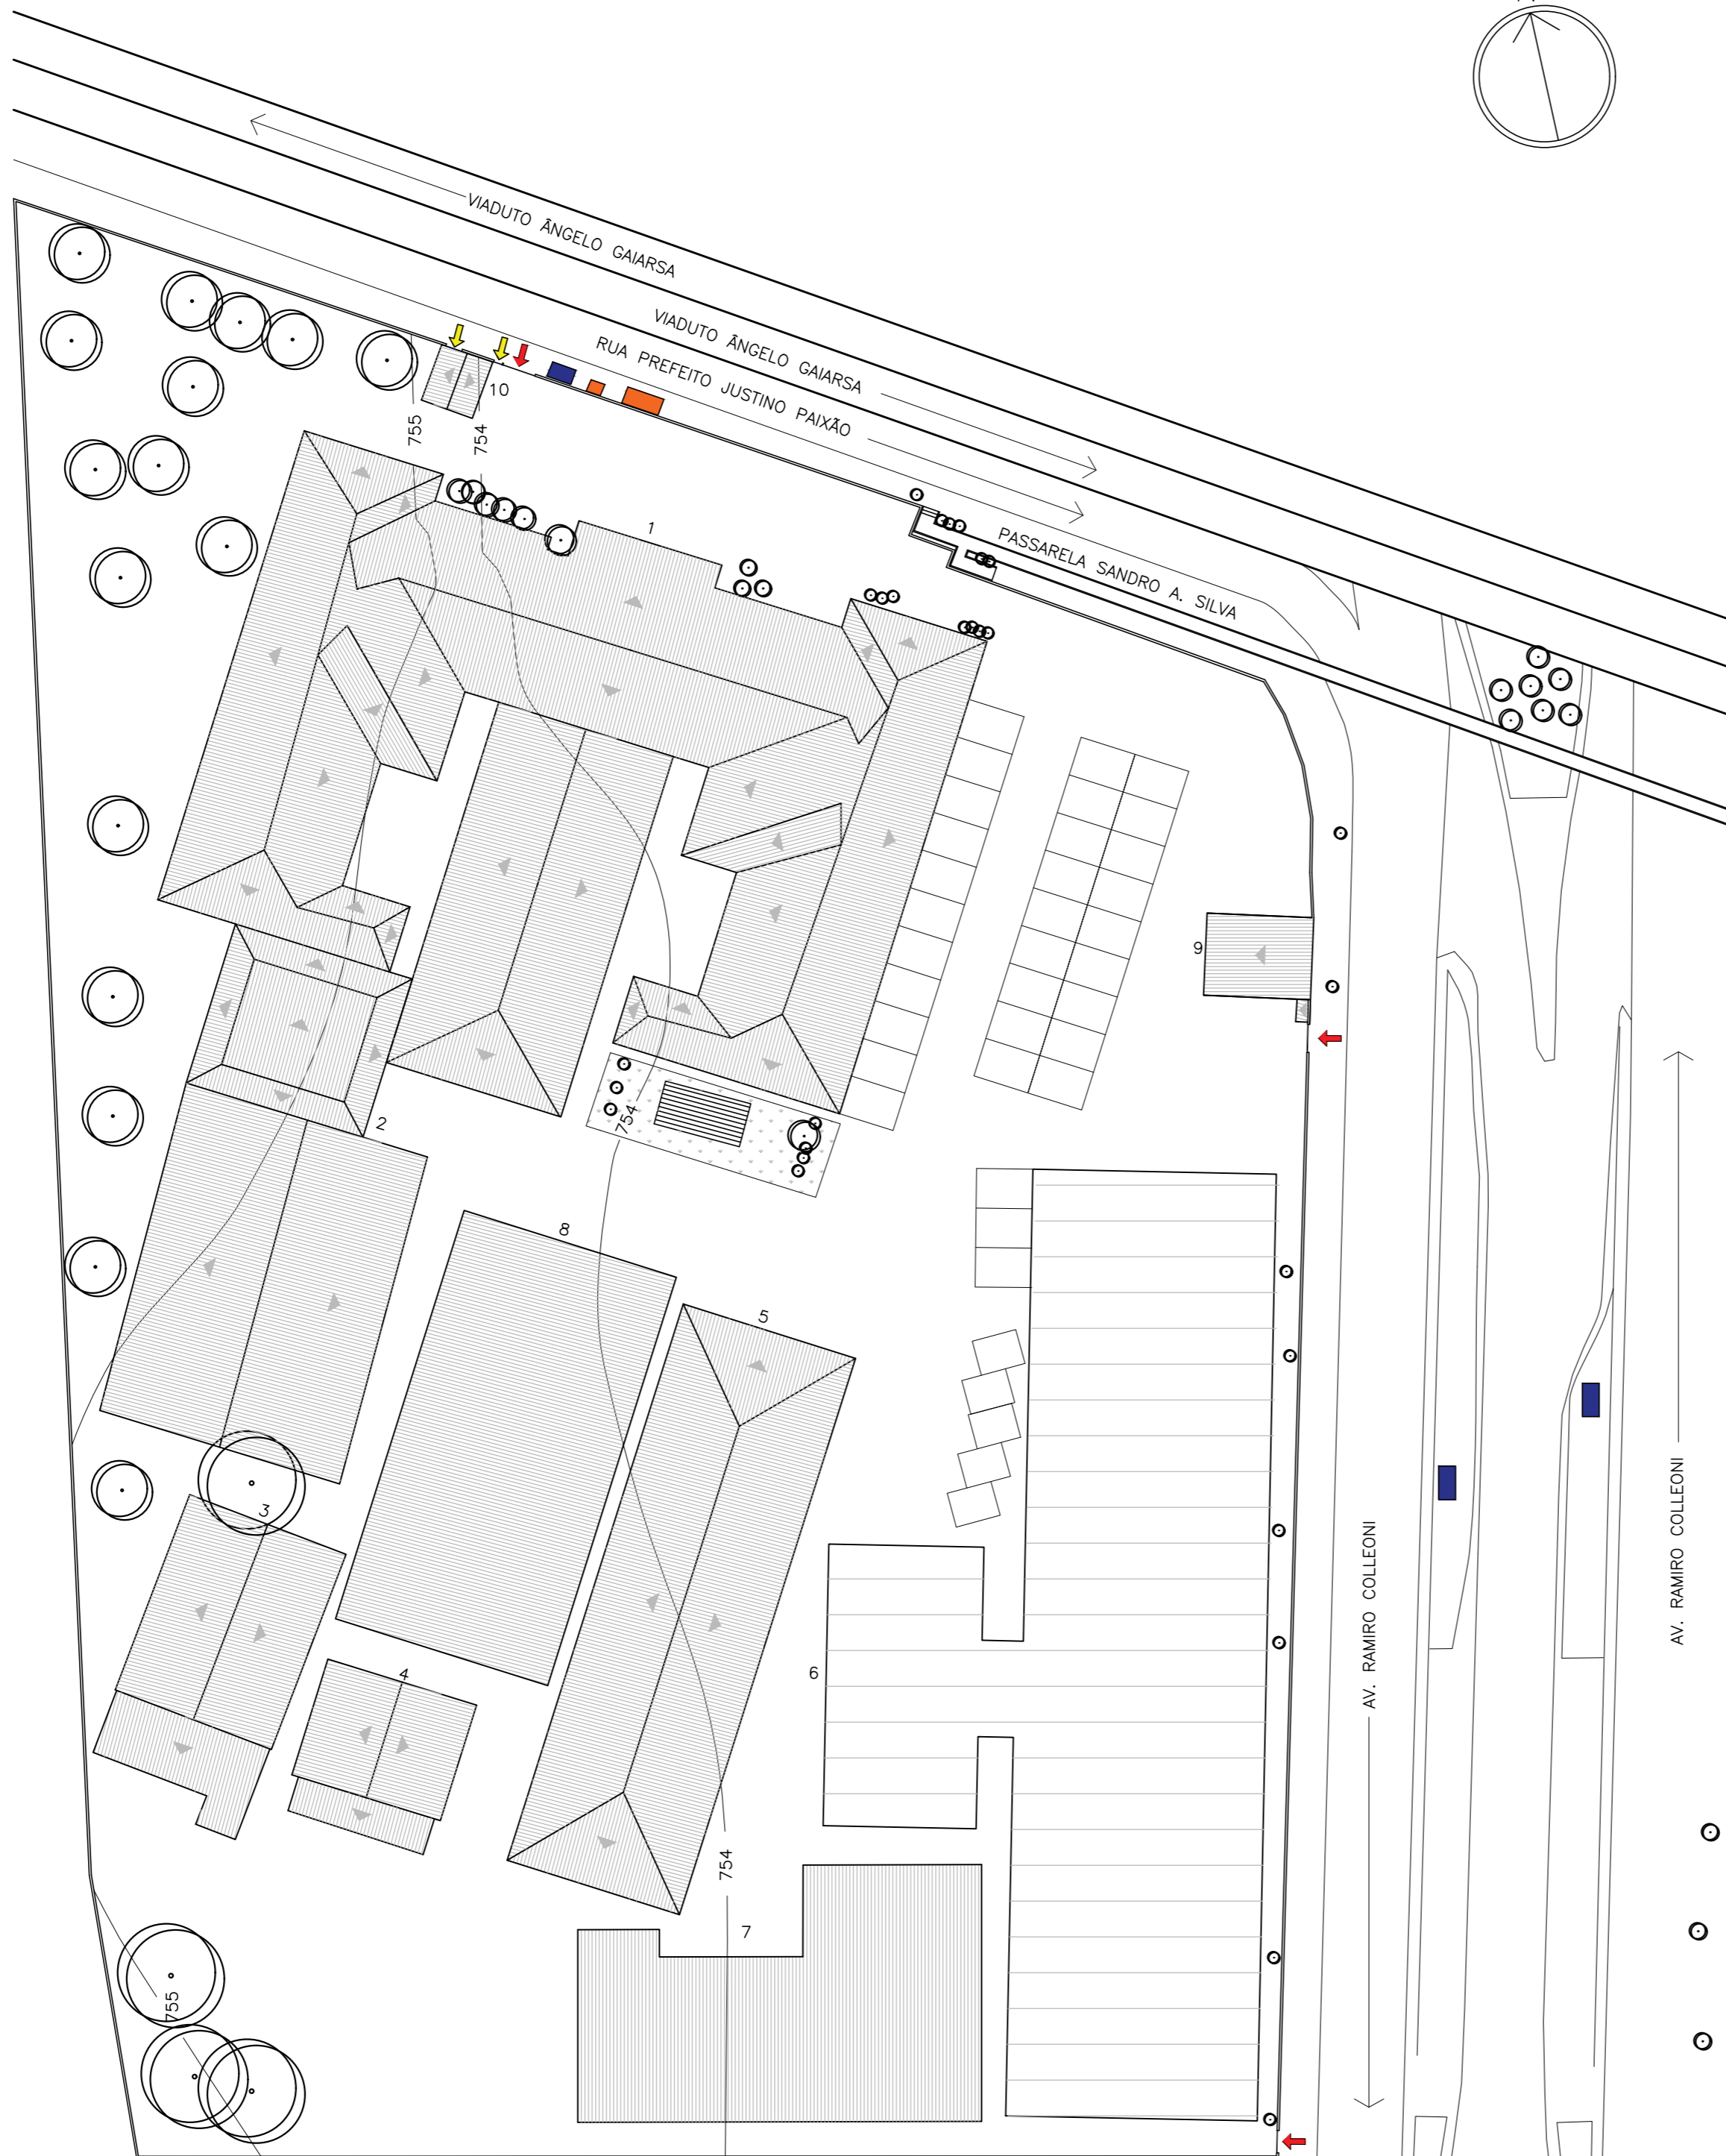 VIADUTO ÂNGELO GAIARSA
VIADUTO ÂNGELO GAIARSA
RUA PREFEITO JUSTINO PAIXÃO
10
755
754
1
PASSARELA SANDRO A. SILVA
9
754
2
8
5
3
4
6
AV. RAMIRO COLLEONI
AV. RAMIRO COLLEONI
754
7
755